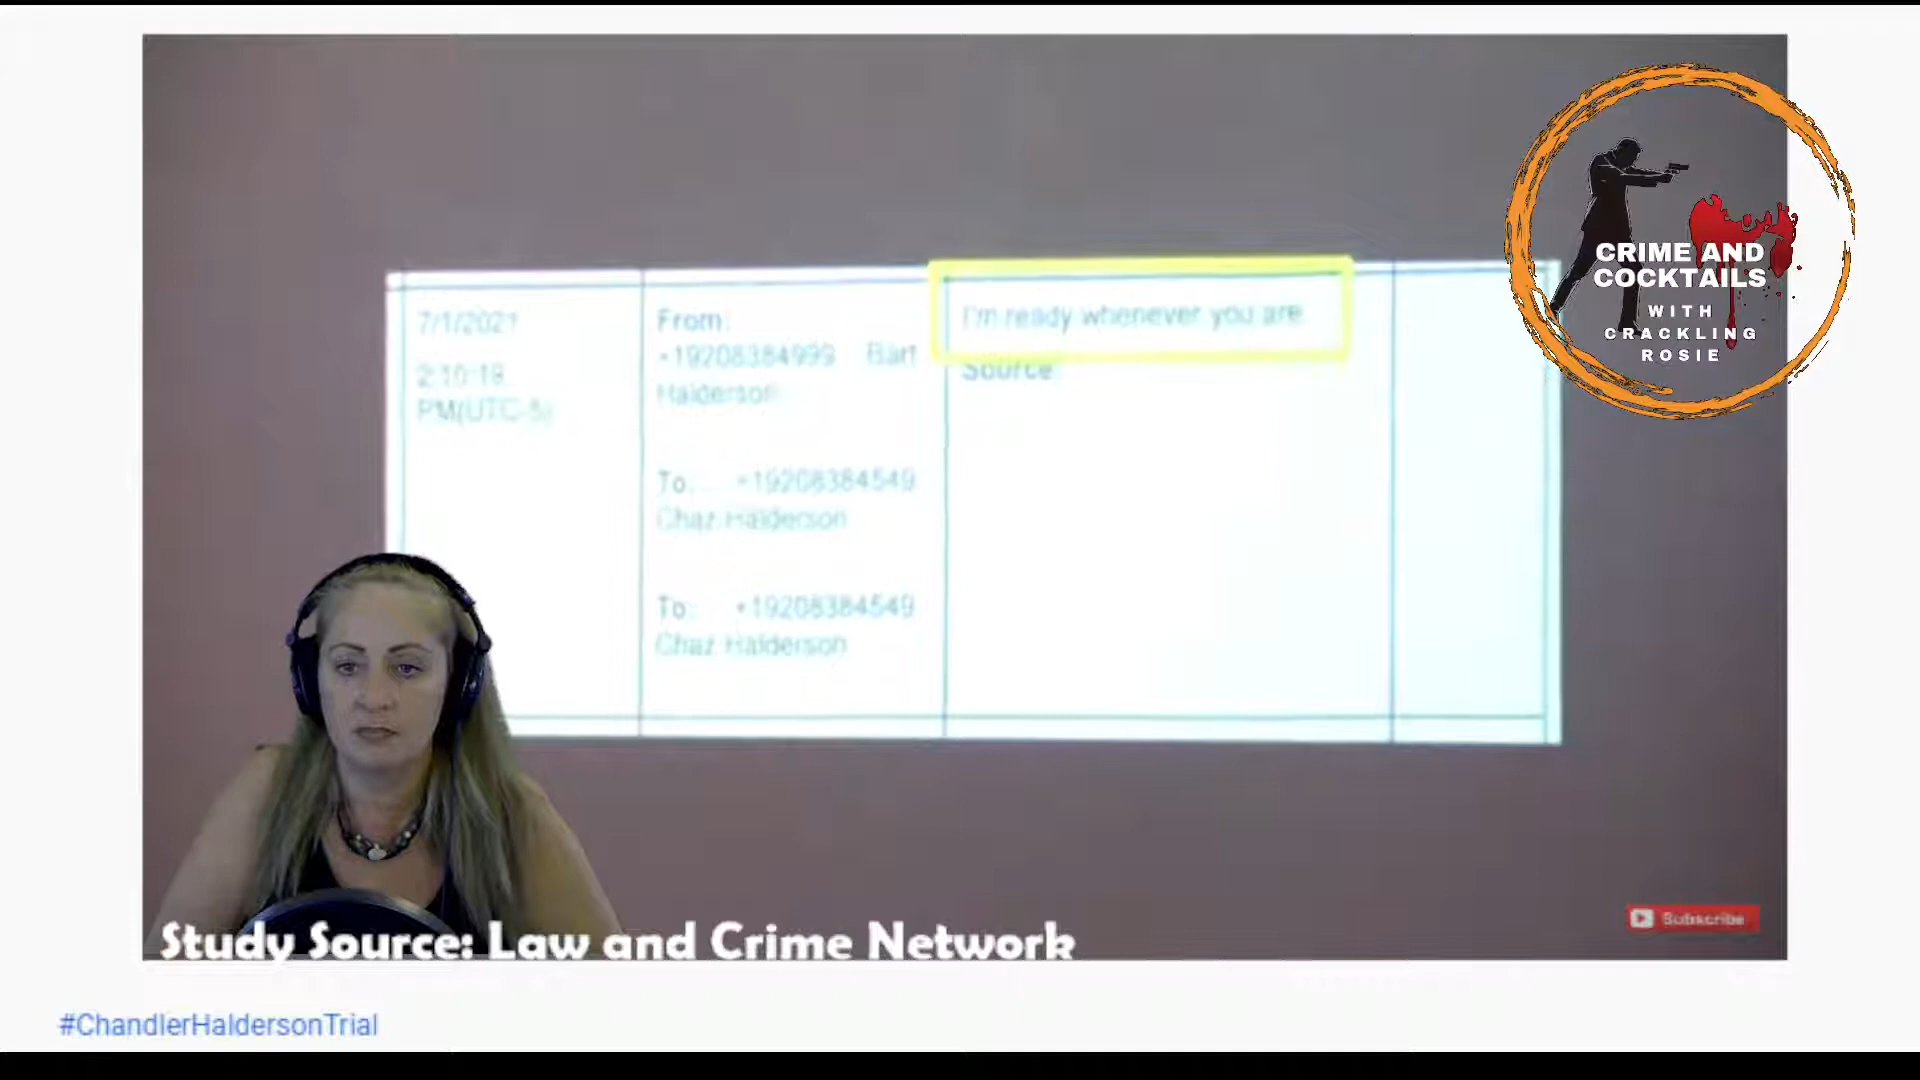 CRIME AND
COCKTAILS
WITH
CRACKLING
ROSIE
7/1/2021
2:10:18
PM(UTC-5)
From:
+19208384999 Bart
Halderson
To: +19208384549
Chaz Halderson
To: +19208384549
Chaz Halderson
I'm ready whenever you are
Source:
Subscribe
Study Source: Law and Crime Network
#ChandlerHaldersonTrial